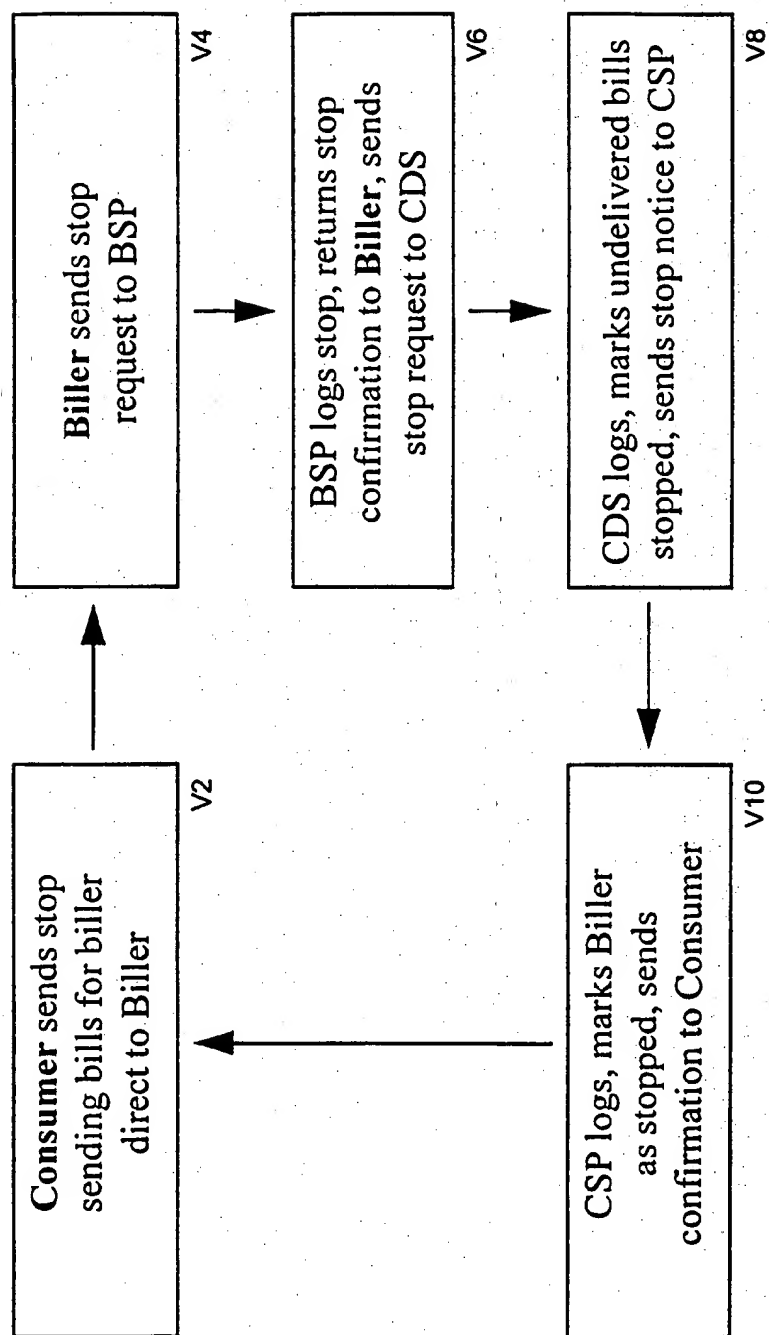 Consumer sends stop
sending bills for biller
direct to Biller
V2
Biller sends stop
request to BSP
V4
BSP logs stop, returns stop
confirmation to Biller, sends
stop request to CDS
V6
CDS logs, marks undelivered bills
stopped, sends stop notice to CSP
V8
CSP logs, marks Biller
as stopped, sends
confirmation to Consumer
V10